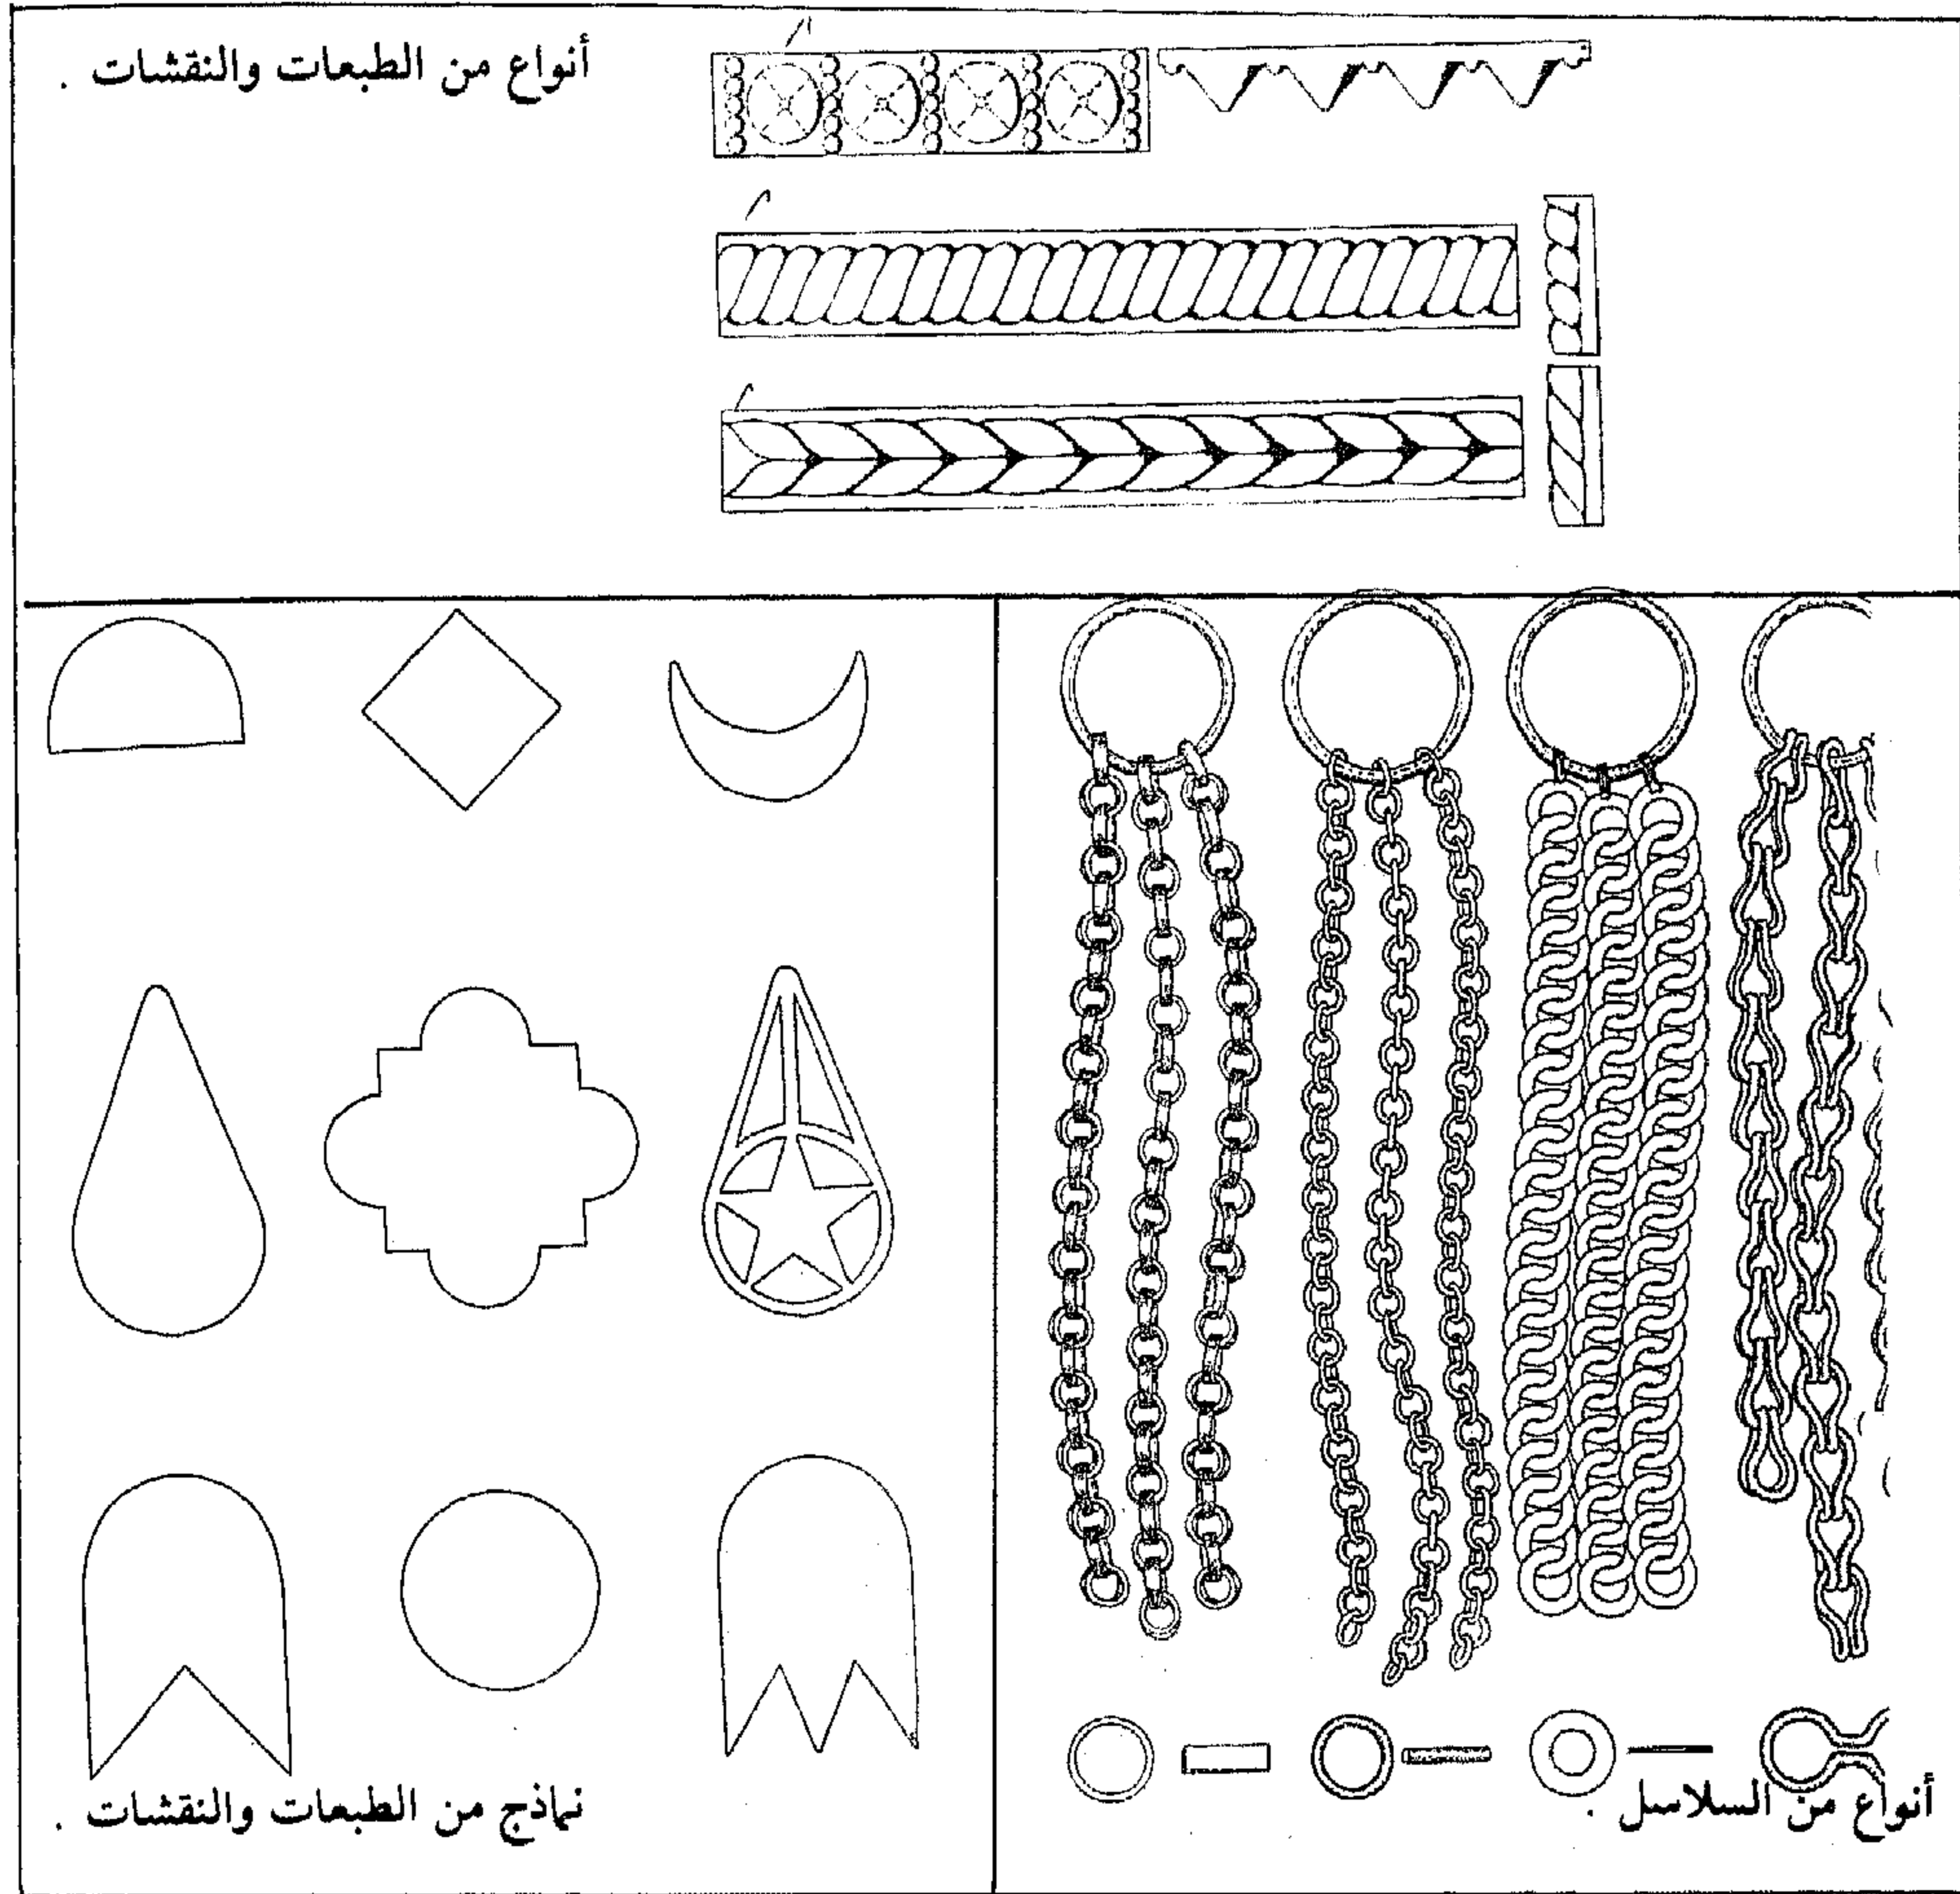 أنواع من الطبعات والنقشات .
نماذج من الطبعات والنقشات .
أنواع من السلاسل .